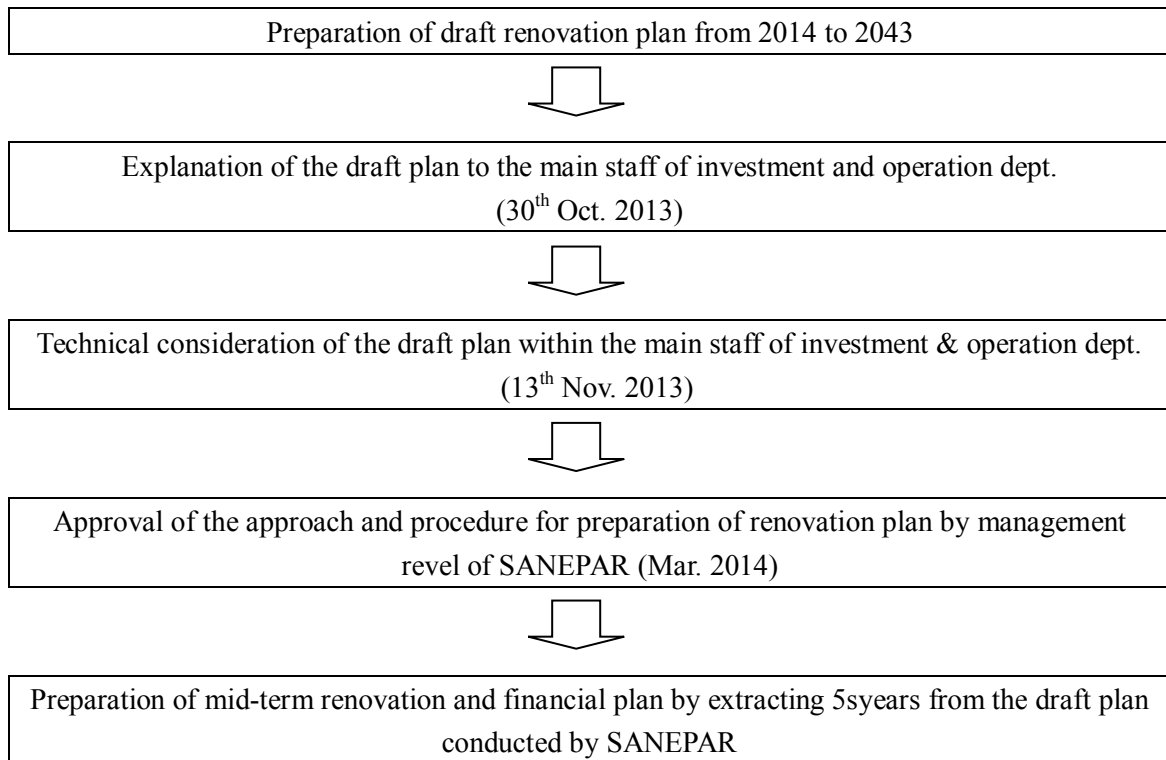 Preparation of draft renovation plan from 2014 to 2043
Explanation of the draft plan to the main staff of investment and operation dept.
(30th Oct. 2013)
Technical consideration of the draft plan within the main staff of investment & operation dept.
(13th Nov. 2013)
Approval of the approach and procedure for preparation of renovation plan by management
revel of SANEPAR (Mar. 2014)
Preparation of mid-term renovation and financial plan by extracting 5syears from the draft plan
conducted by SANEPAR